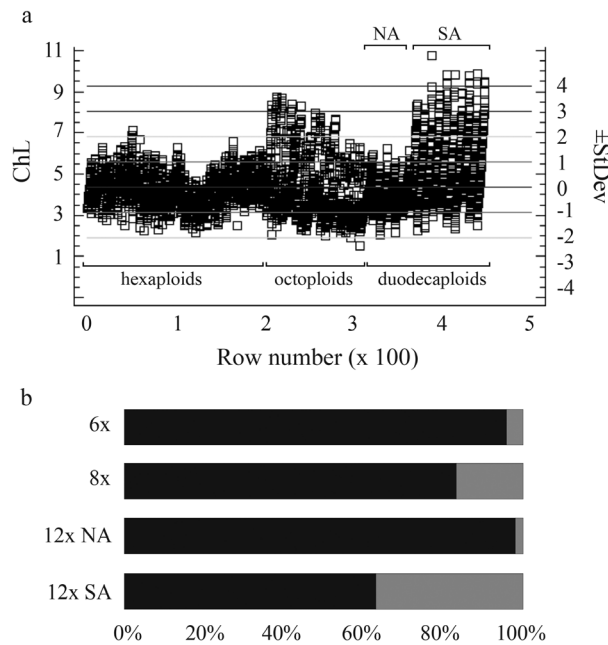 a
NA SA
11
9
7
5
3
1
ChL
4
3
2
1
0
-1
-2
-3
-4
±StDev
hexaploids octoploids duodecaploids
0 1 2 3 4 5
Row number (x 100)
b
6x
8x
12x NA
12x SA
0% 20% 40% 60% 80% 100%